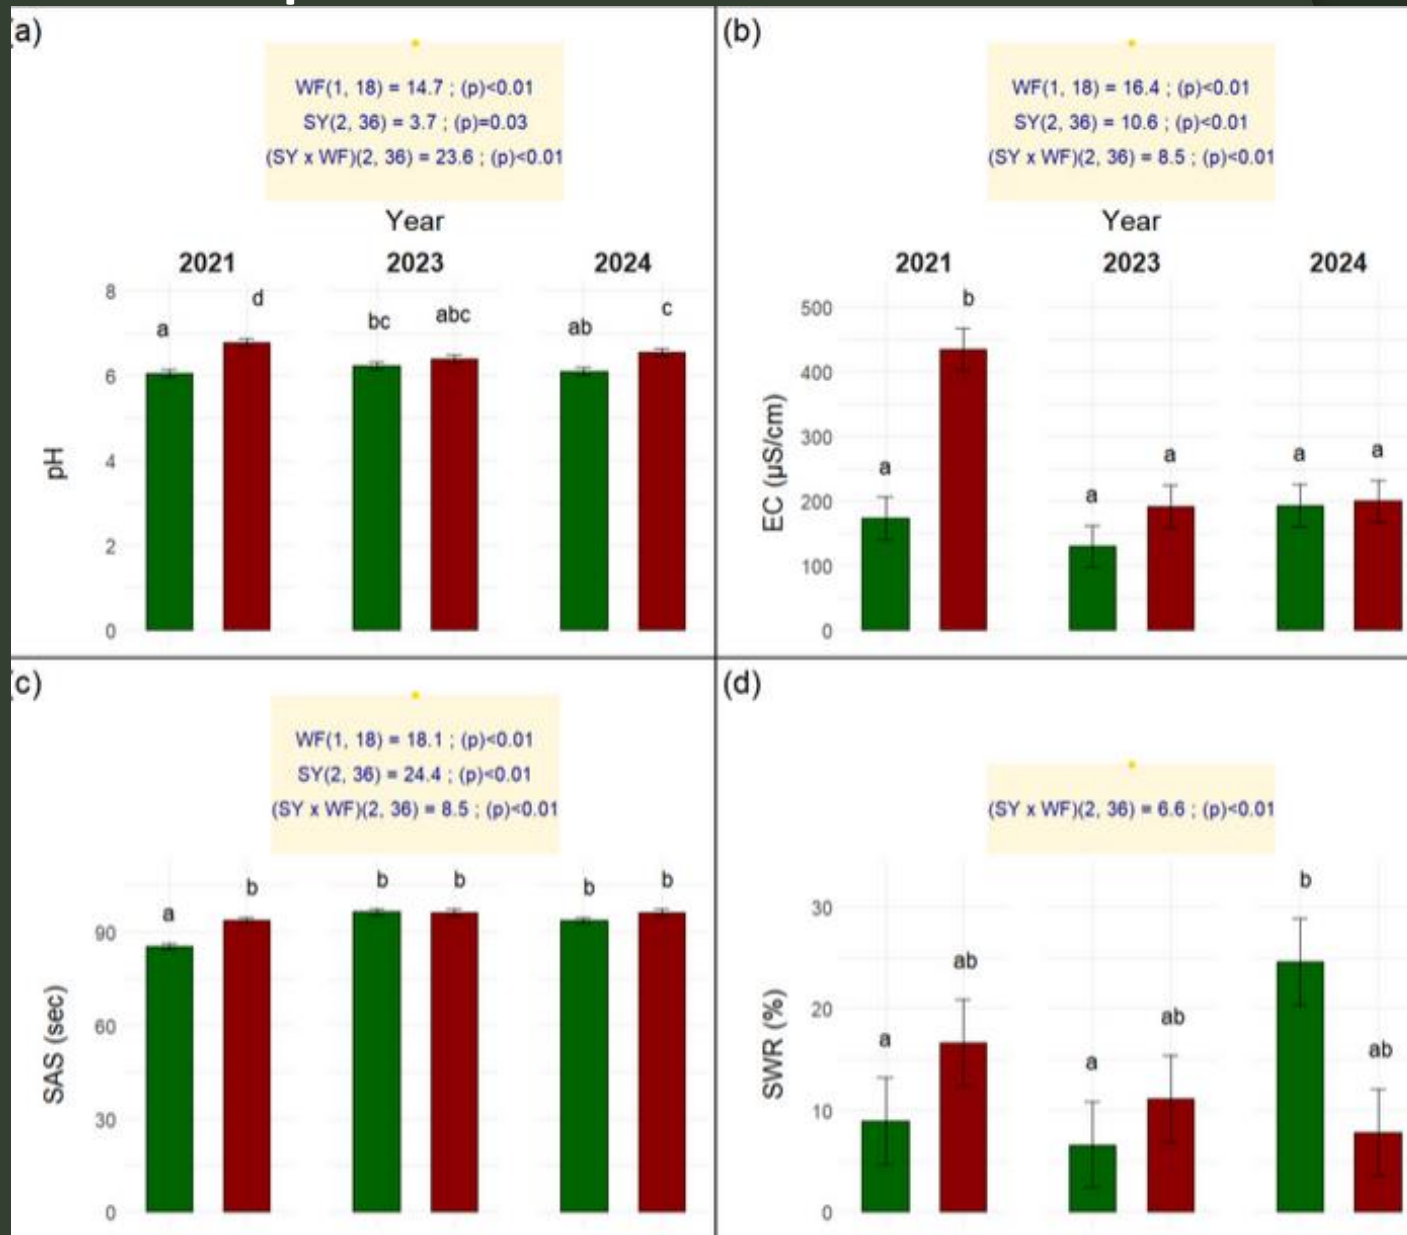 (a)
WF(1, 18) = 14.7 ; (p)<0.01
SY(2, 36) = 3.7 ; (p)=0.03
(SY x WF)(2, 36) = 23.6 ; (p)<0.01
Year
2021 2023 2024
pH
8
6
4
2
0
a d bc abc ab c
(b)
WF(1, 18) = 16.4 ; (p)<0.01
SY(2, 36) = 10.6 ; (p)<0.01
(SY x WF)(2, 36) = 8.5 ; (p)<0.01
Year
2021 2023 2024
EC (µS/cm)
500
400
300
200
100
0
a b a a a a
(c)
WF(1, 18) = 18.1 ; (p)<0.01
SY(2, 36) = 24.4 ; (p)<0.01
(SY x WF)(2, 36) = 8.5 ; (p)<0.01
SAS (sec)
90
60
30
0
a b b b b b
(d)
(SY x WF)(2, 36) = 6.6 ; (p)<0.01
SWR (%)
30
20
10
0
a ab a ab b ab